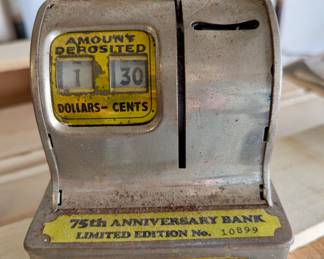 AMOUNT
DEPOSITED
1 30
DOLLARS- CENTS
75th ANNIVERSARY BANK
LIMITED EDITION No. 10899